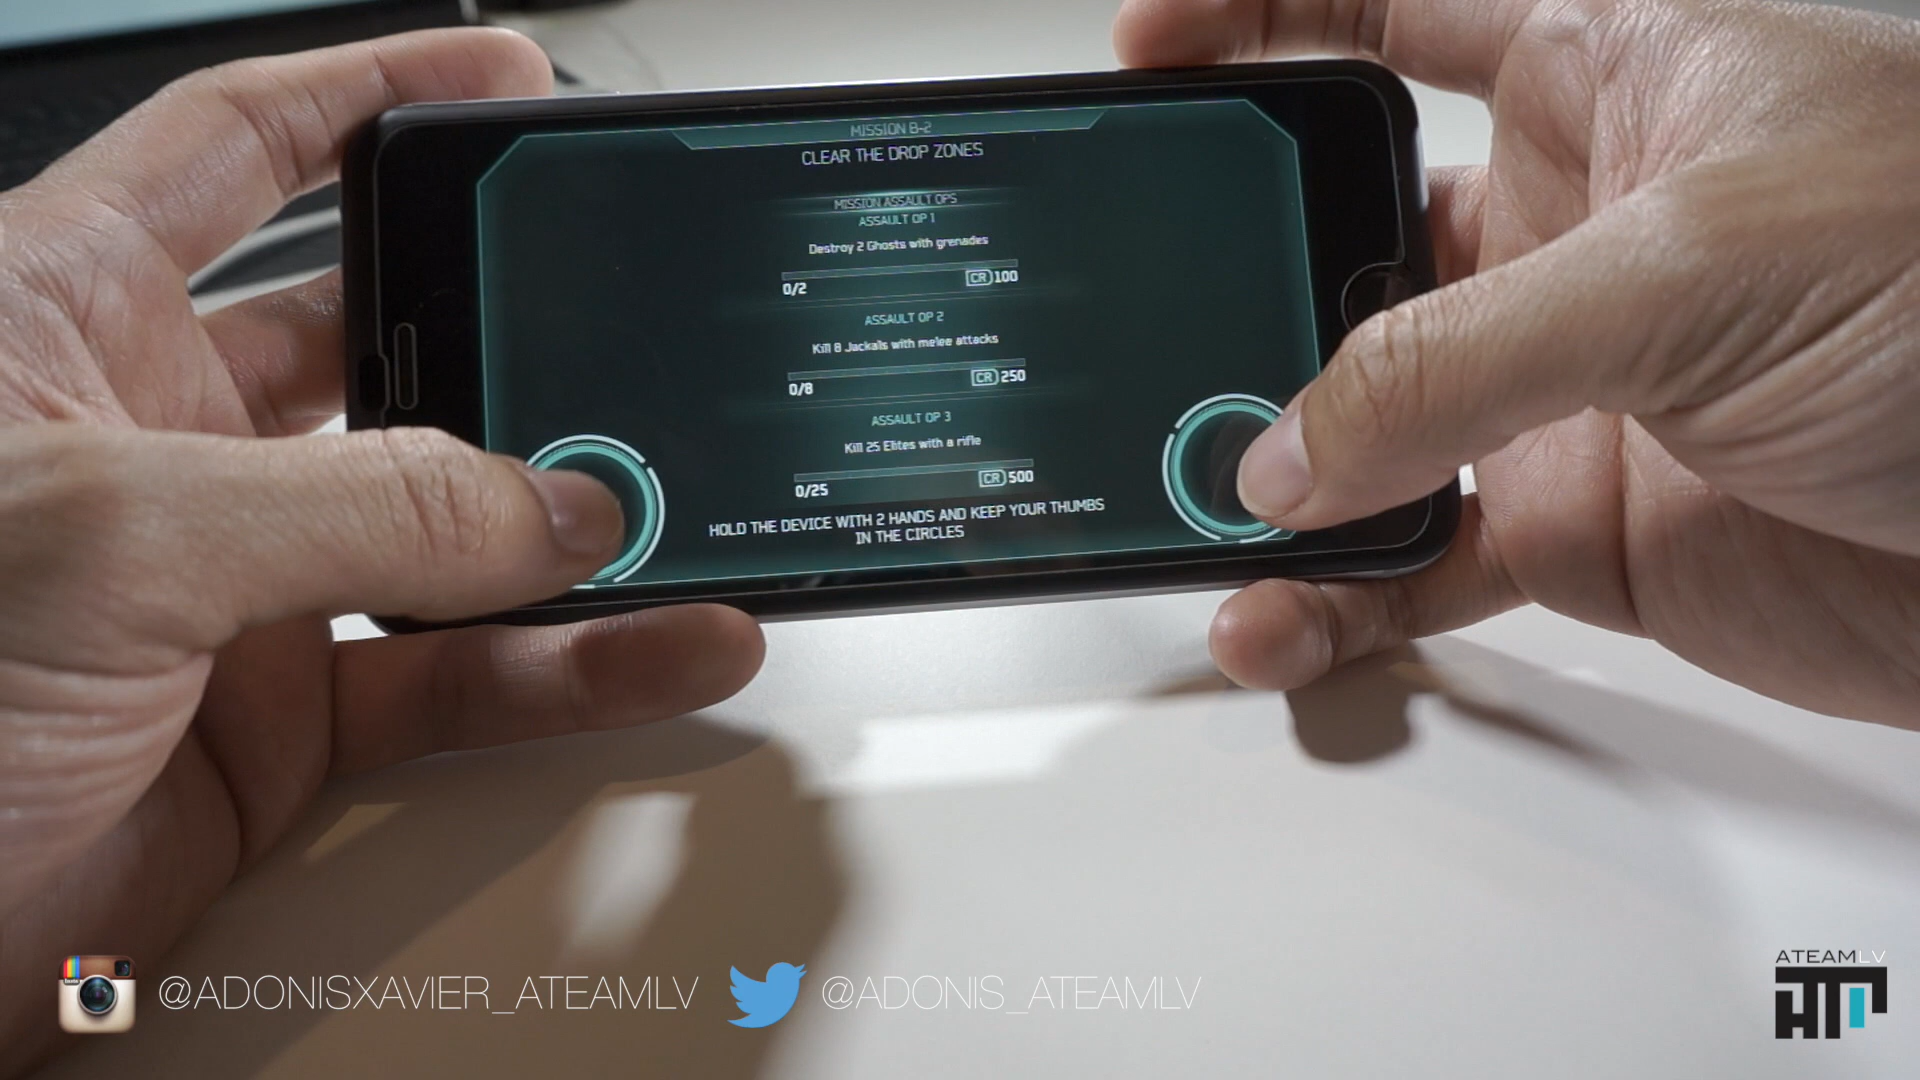 MISSION B-2
CLEAR THE DROP ZONES
MISSION ASSAULT OPS
ASSAULT OP 1
Destroy 2 Ghosts with grenades
0/2 CR 100
ASSAULT OP 2
Kill 8 Jackals with melee attacks
0/8 CR 250
ASSAULT OP 3
Kill 25 Elites with a rifle
0/25 CR 500
HOLD THE DEVICE WITH 2 HANDS AND KEEP YOUR THUMBS
IN THE CIRCLES
@ADONISXAVIER_ATEAMLV @ADONIS_ATEAMLV
ATEAMLV